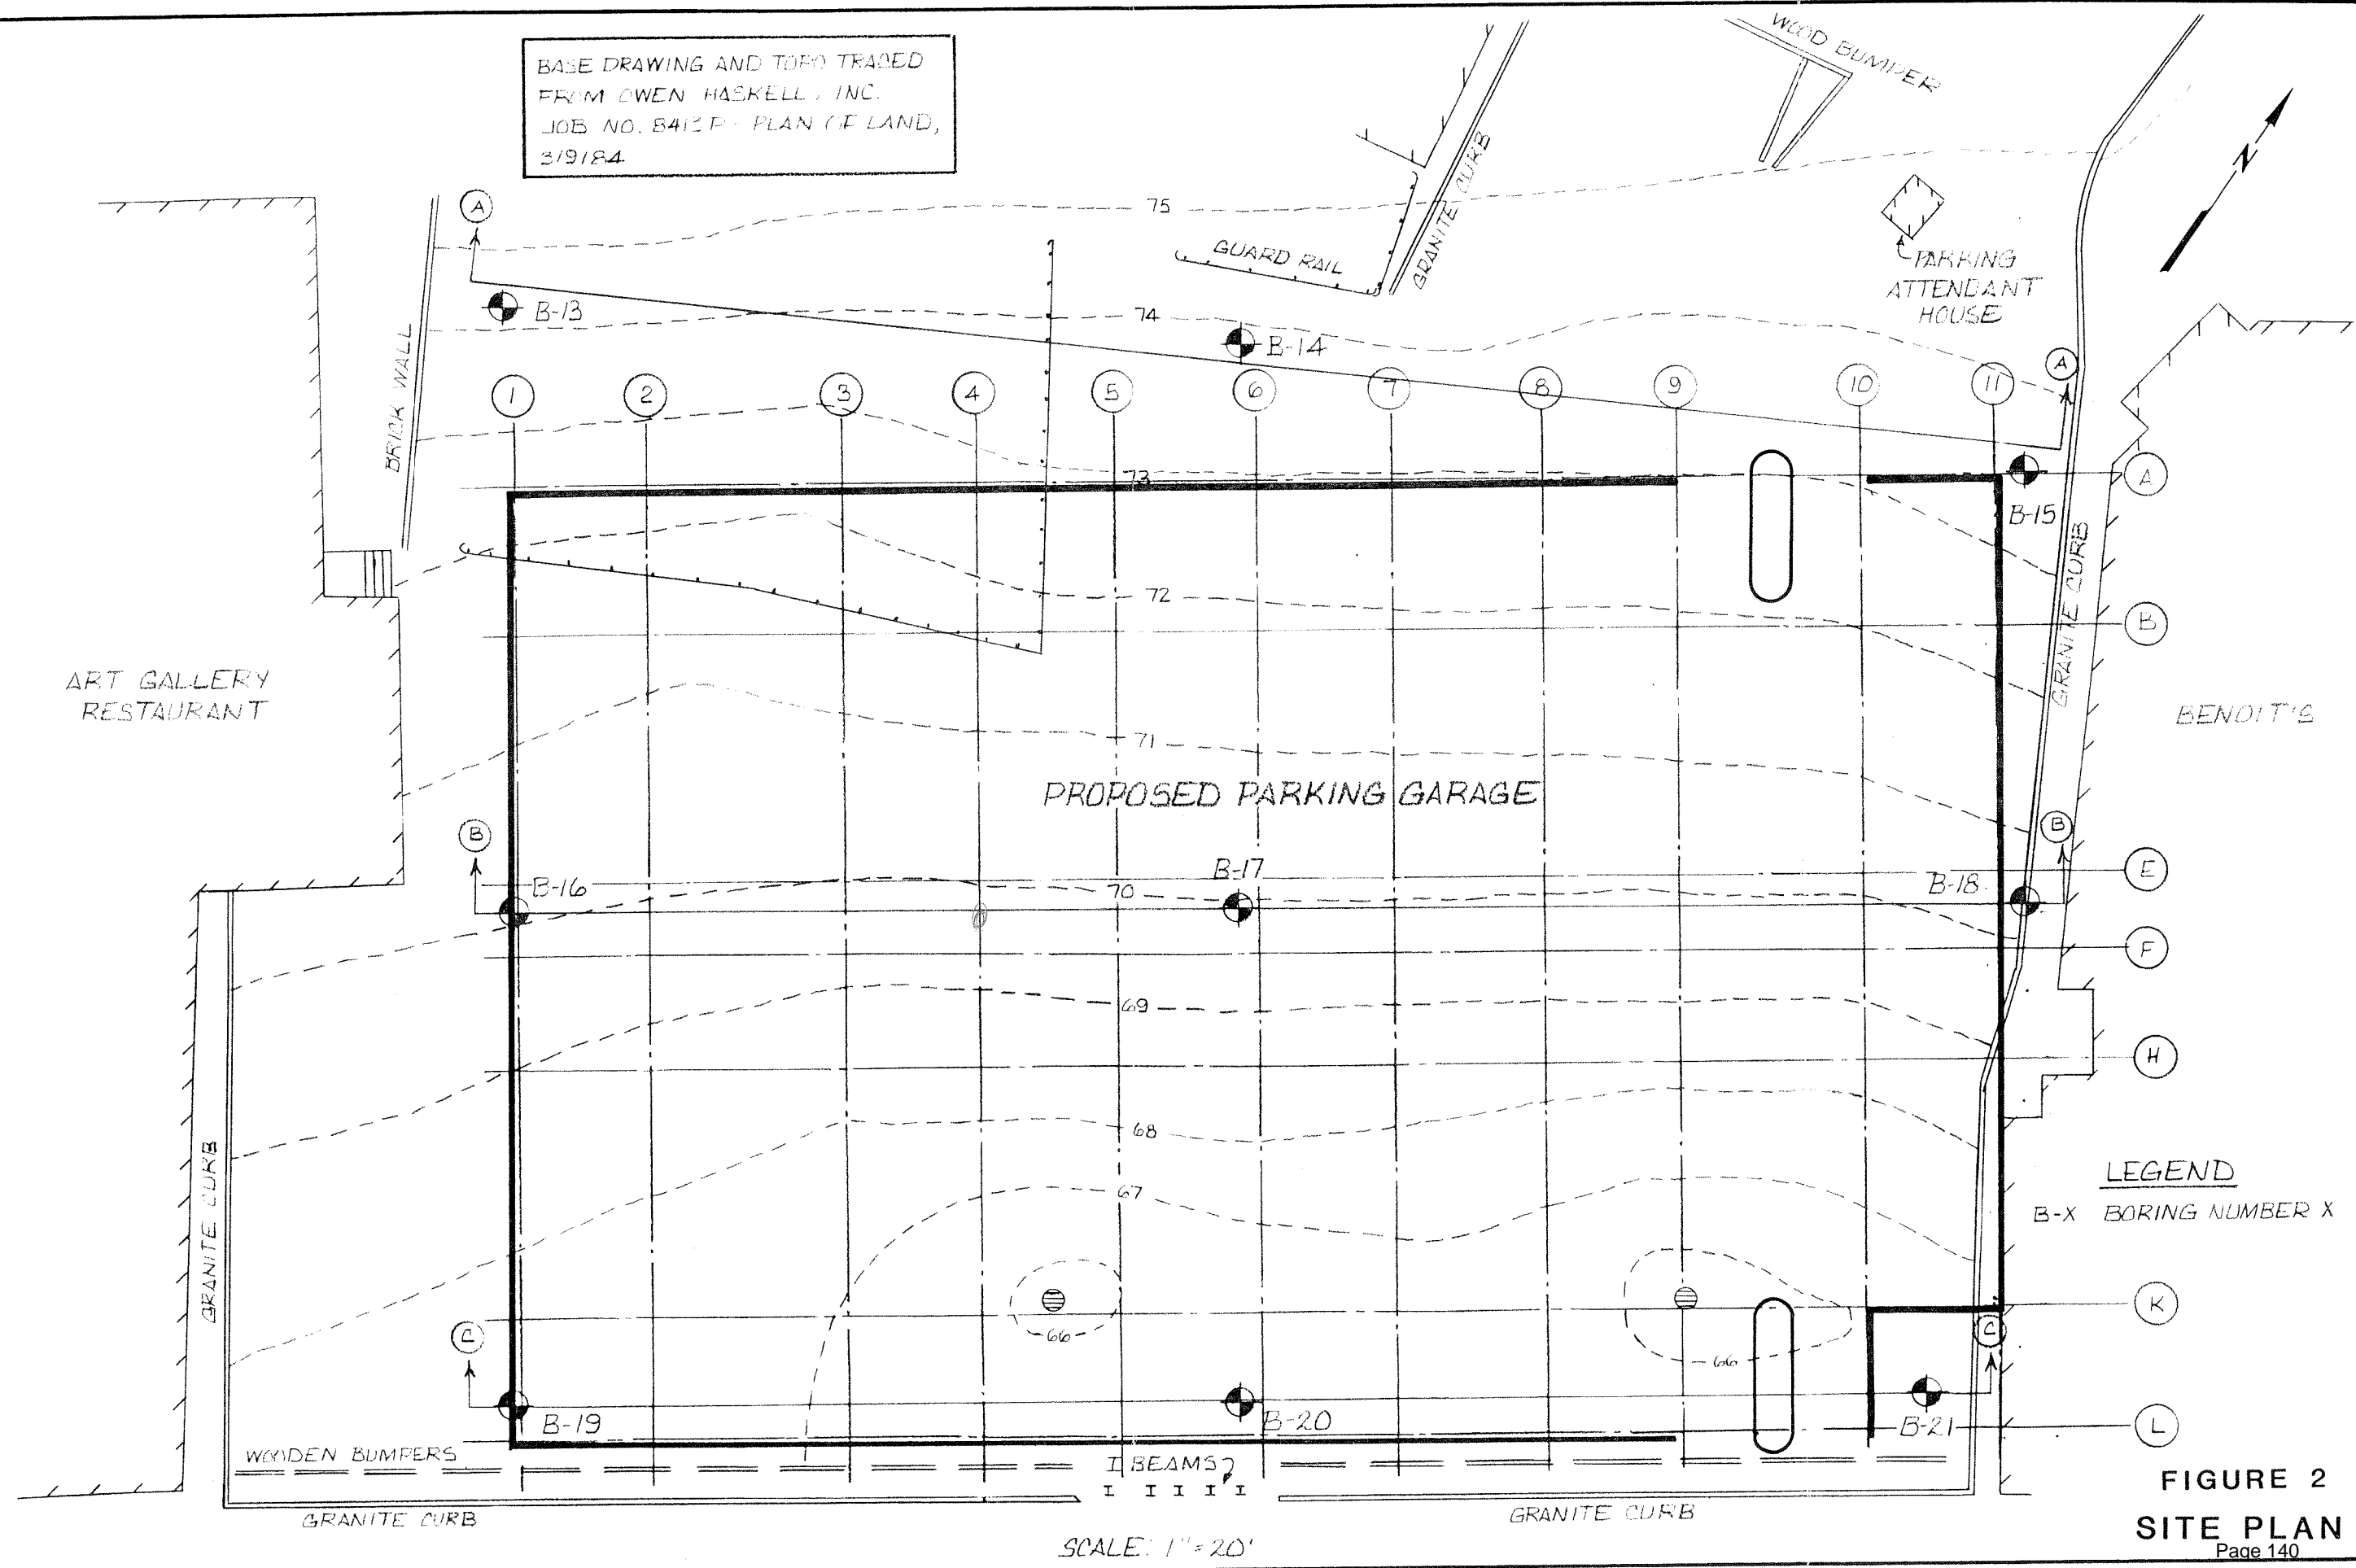 BASE DRAWING AND TOPO TRACED
FROM OWEN HASKELL, INC.
JOB NO. 8413 P - PLAN OF LAND,
3/9/84
WOOD BUMPER
N
A
75
GUARD RAIL
GRANITE CURB
PARKING
ATTENDANT
HOUSE
B-13
74
B-14
BRICK WALL
A
1
2
3
4
5
6
7
8
9
10
11
73
A
B-15
72
B
GRANITE CURB
ART GALLERY
RESTAURANT
BENOIT'S
71
PROPOSED PARKING GARAGE
B
B
B-16
70
B-17
B-18
E
F
69
H
68
GRANITE CURB
LEGEND
B-X BORING NUMBER X
67
66
66
K
C
C
B-19
B-20
B-21
L
WOODEN BUMPERS
I BEAMS
I I I I I
GRANITE CURB
GRANITE CURB
SCALE: 1"=20'
FIGURE 2
SITE PLAN
Page 140